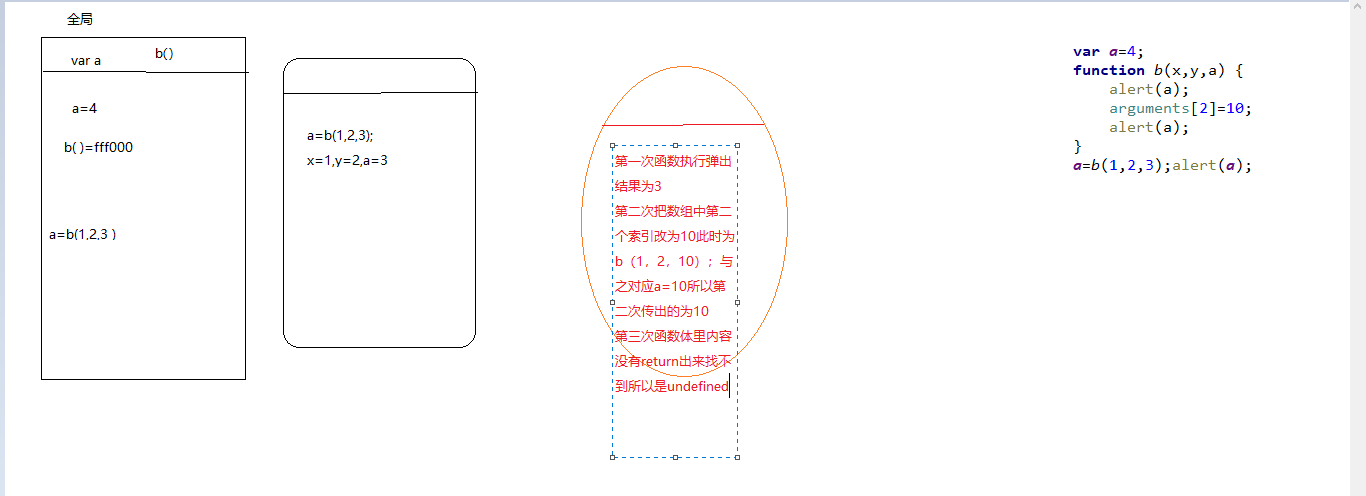 全局
var a
b()
a=4
b( )=fff000
a=b(1,2,3 )
a=b(1,2,3);
x=1,y=2,a=3
第一次函数执行弹出
结果为3
第二次把数组中第二
个索引改为10此时为
b（1，2，10）；与
之对应a=10所以第
二次传出的为10
第三次函数体里内容
没有return出来找不
到所以是undefined
var a=4;
function b(x,y,a) {
    alert(a);
    arguments[2]=10;
    alert(a);
}
a=b(1,2,3);alert(a);